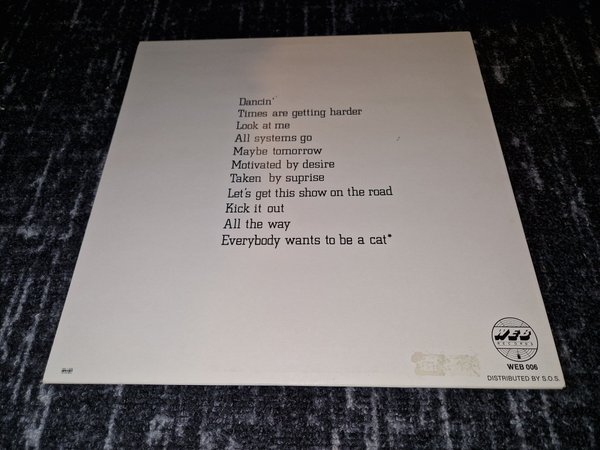 Dancin'
Times are getting harder
Look at me
All systems go
Maybe tomorrow
Motivated by desire
Taken by suprise
Let's get this show on the road
Kick it out
All the way
Everybody wants to be a cat*
WEB
RECORDS
WEB 006
DISTRIBUTED BY S.O.S.